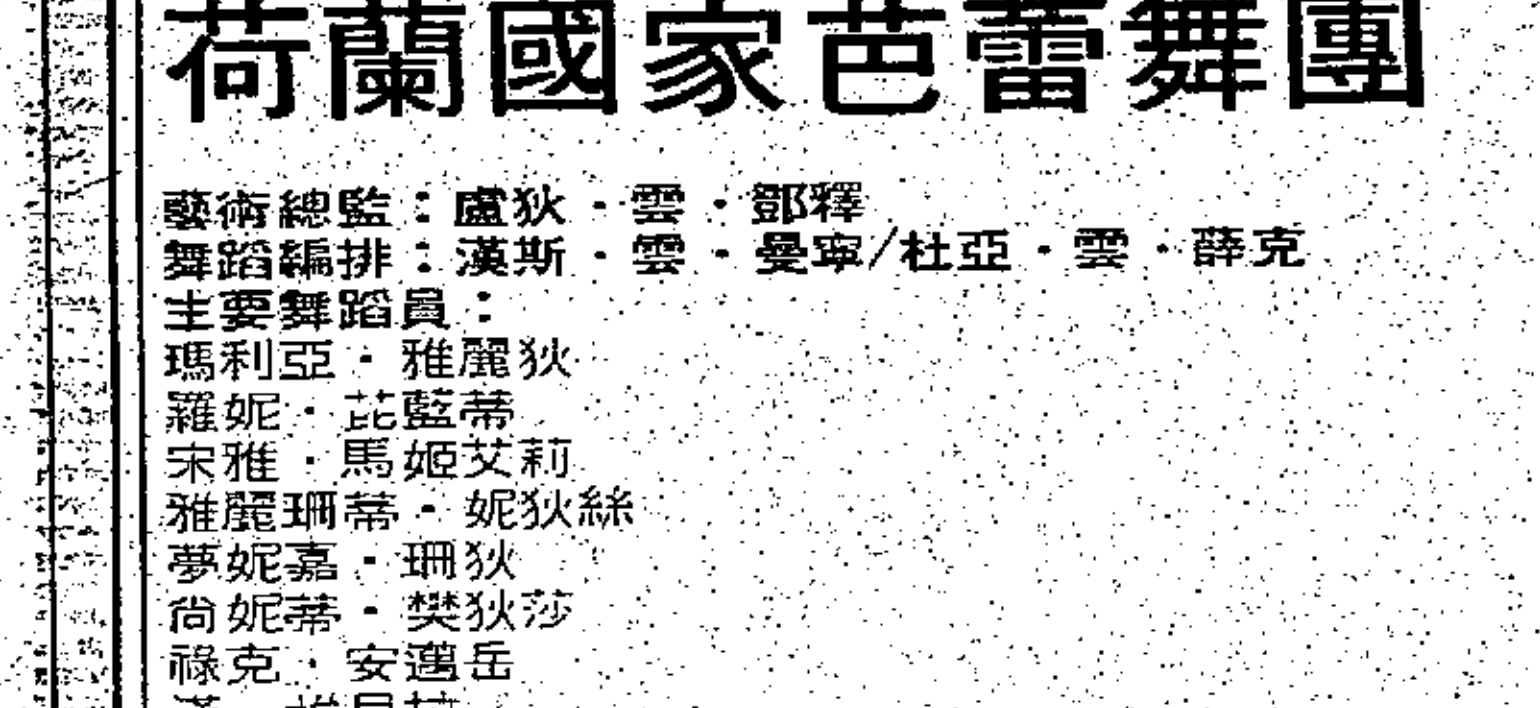 荷蘭國家芭蕾舞團
藝術總監：盧狄・雲・鄧釋
舞蹈編排：漢斯・雲・曼寧/杜亞・雲・薛克
主要舞蹈員：
瑪利亞・雅麗狄
羅妮・芘藍蒂
宋雅・馬姬艾莉
雅麗珊蒂・妮狄絲
夢妮嘉・珊狄
尚妮蒂・樊狄莎
祿克・安邁岳